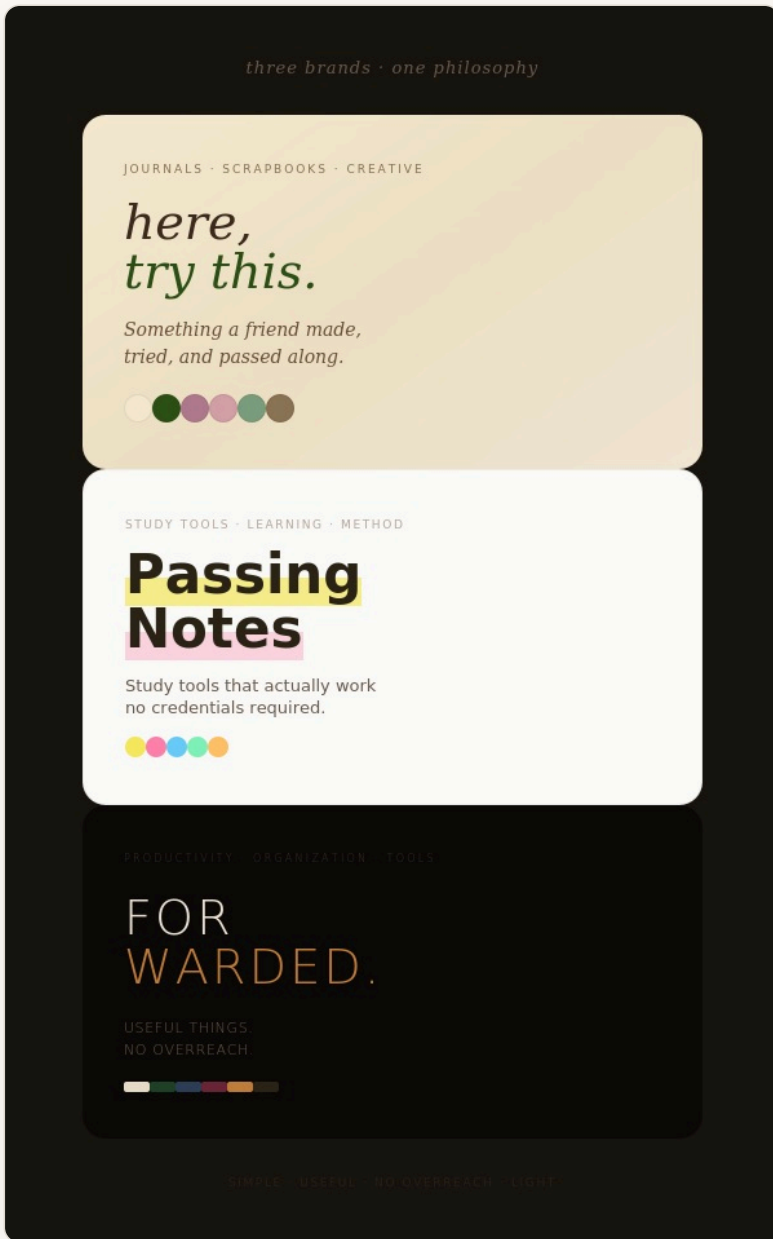 three brands · one philosophy
JOURNALS · SCRAPBOOKS · CREATIVE
here,
try this.
Something a friend made,
tried, and passed along.
STUDY TOOLS · LEARNING · METHOD
Passing
Notes
Study tools that actually work
no credentials required.
PRODUCTIVITY · ORGANIZATION · TOOLS
FOR
WARDED.
USEFUL THINGS.
NO OVERREACH.
SIMPLE · USEFUL · NO OVERREACH · LIGHT